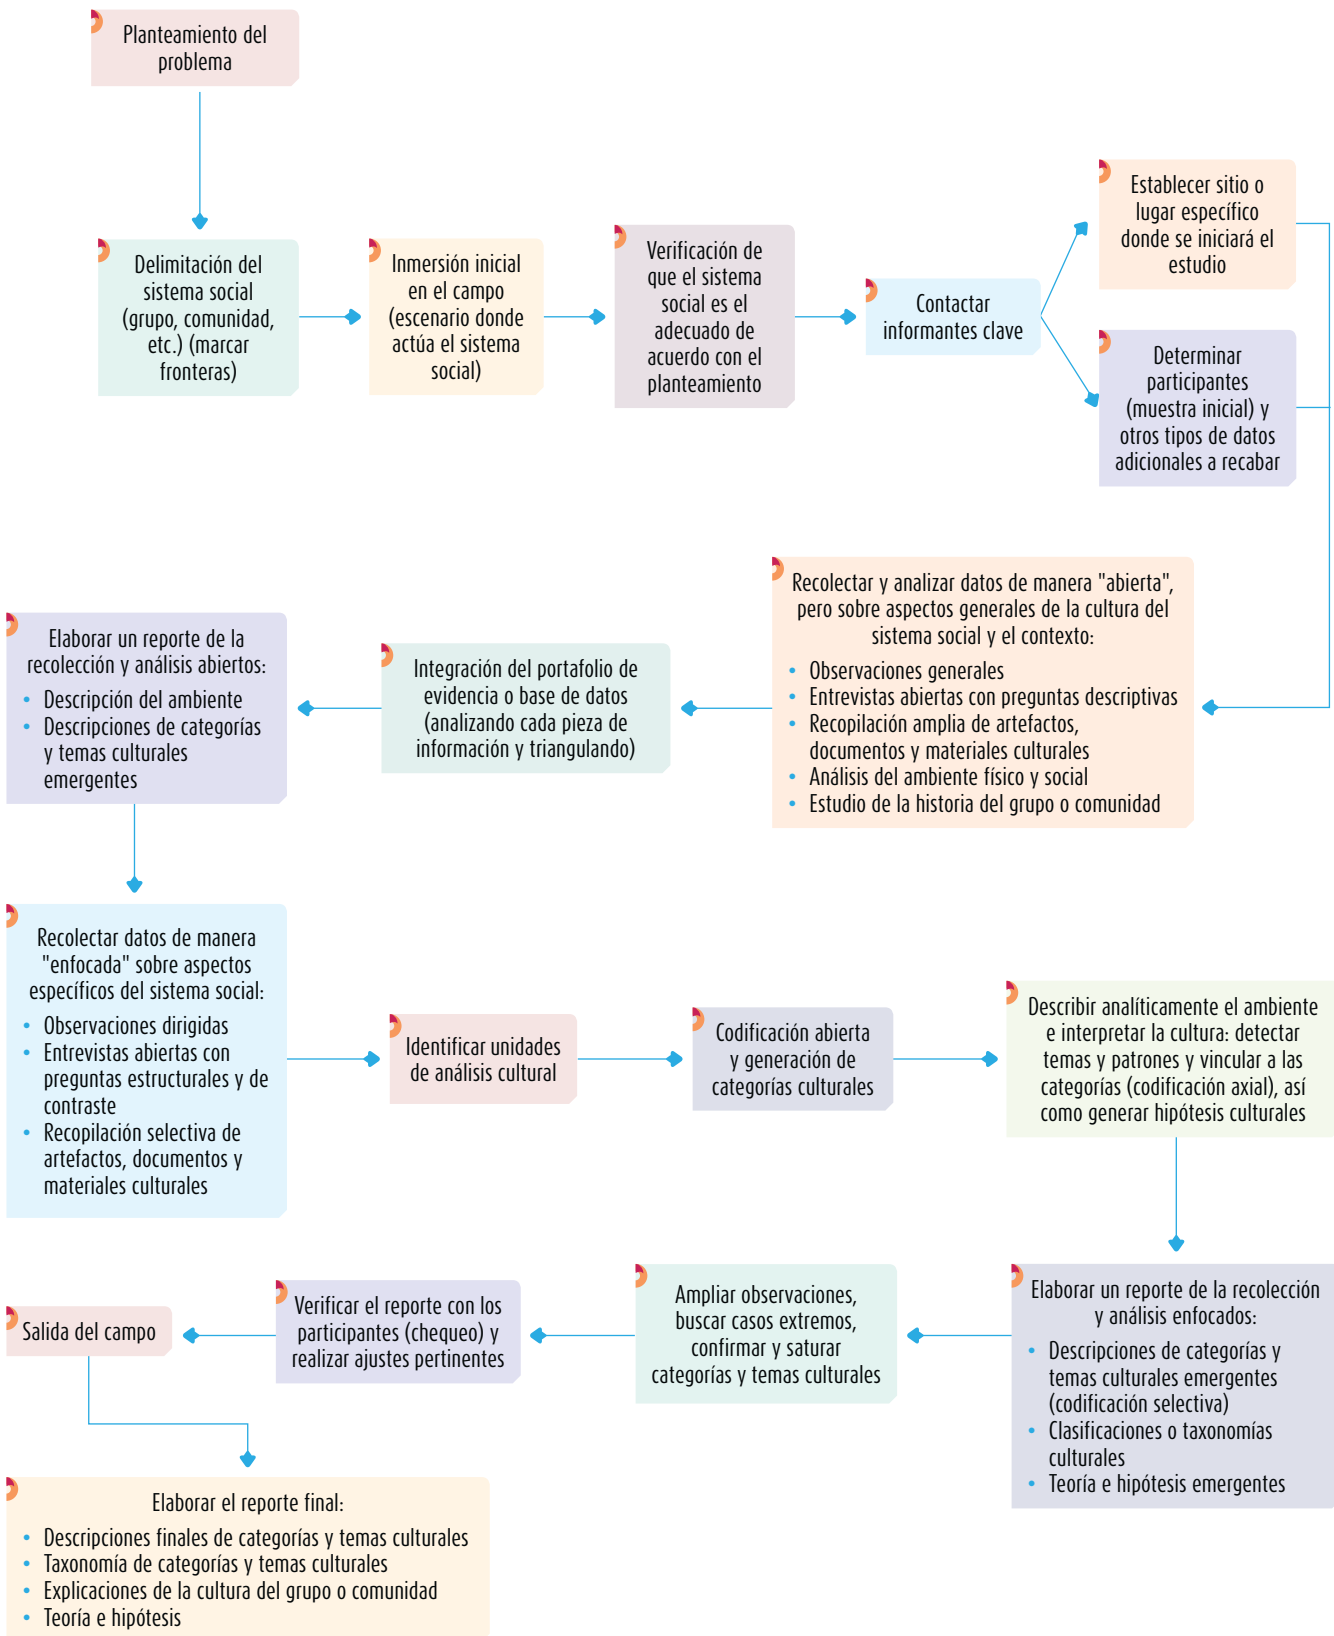 Planteamiento del
problema
Delimitación del
sistema social
(grupo, comunidad,
etc.) (marcar
fronteras)
Inmersión inicial
en el campo
(escenario donde
actúa el sistema
social)
Verificación de
que el sistema
social es el
adecuado de
acuerdo con el
planteamiento
Contactar
informantes clave
Establecer sitio o
lugar específico
donde se iniciará el
estudio
Determinar
participantes
(muestra inicial) y
otros tipos de datos
adicionales a recabar
Recolectar y analizar datos de manera "abierta",
pero sobre aspectos generales de la cultura del
sistema social y el contexto:
• Observaciones generales
• Entrevistas abiertas con preguntas descriptivas
• Recopilación amplia de artefactos,
documentos y materiales culturales
• Análisis del ambiente físico y social
• Estudio de la historia del grupo o comunidad
Integración del portafolio de
evidencia o base de datos
(analizando cada pieza de
información y triangulando)
Elaborar un reporte de la
recolección y análisis abiertos:
• Descripción del ambiente
• Descripciones de categorías
y temas culturales
emergentes
Recolectar datos de manera
"enfocada" sobre aspectos
específicos del sistema social:
• Observaciones dirigidas
• Entrevistas abiertas con
preguntas estructurales y de
contraste
• Recopilación selectiva de
artefactos, documentos y
materiales culturales
Identificar unidades
de análisis cultural
Codificación abierta
y generación de
categorías culturales
Describir analíticamente el ambiente
e interpretar la cultura: detectar
temas y patrones y vincular a las
categorías (codificación axial), así
como generar hipótesis culturales
Elaborar un reporte de la recolección
y análisis enfocados:
• Descripciones de categorías y
temas culturales emergentes
(codificación selectiva)
• Clasificaciones o taxonomías
culturales
• Teoría e hipótesis emergentes
Ampliar observaciones,
buscar casos extremos,
confirmar y saturar
categorías y temas culturales
Verificar el reporte con los
participantes (chequeo) y
realizar ajustes pertinentes
Salida del campo
Elaborar el reporte final:
• Descripciones finales de categorías y temas culturales
• Taxonomía de categorías y temas culturales
• Explicaciones de la cultura del grupo o comunidad
• Teoría e hipótesis